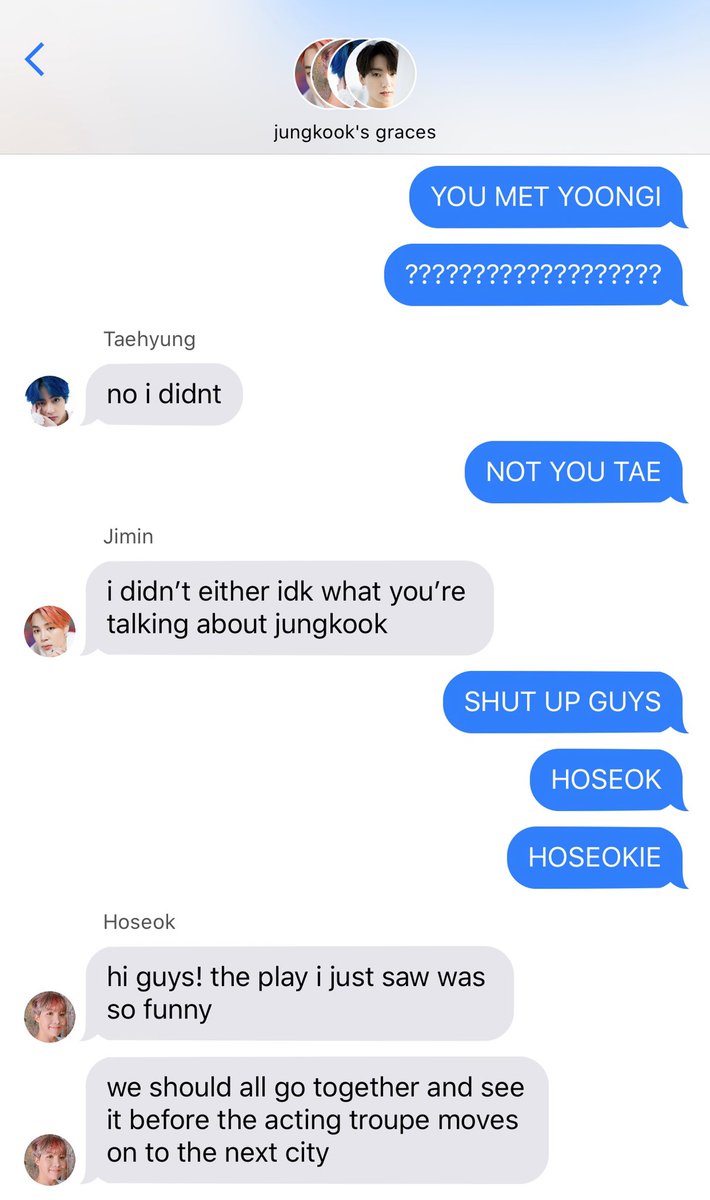 jungkook's graces
YOU MET YOONGI
???????????????????
Taehyung
no i didnt
NOT YOU TAE
Jimin
i didn’t either idk what you’re
talking about jungkook
SHUT UP GUYS
HOSEOK
HOSEOKIE
Hoseok
hi guys! the play i just saw was
so funny
we should all go together and see
it before the acting troupe moves
on to the next city